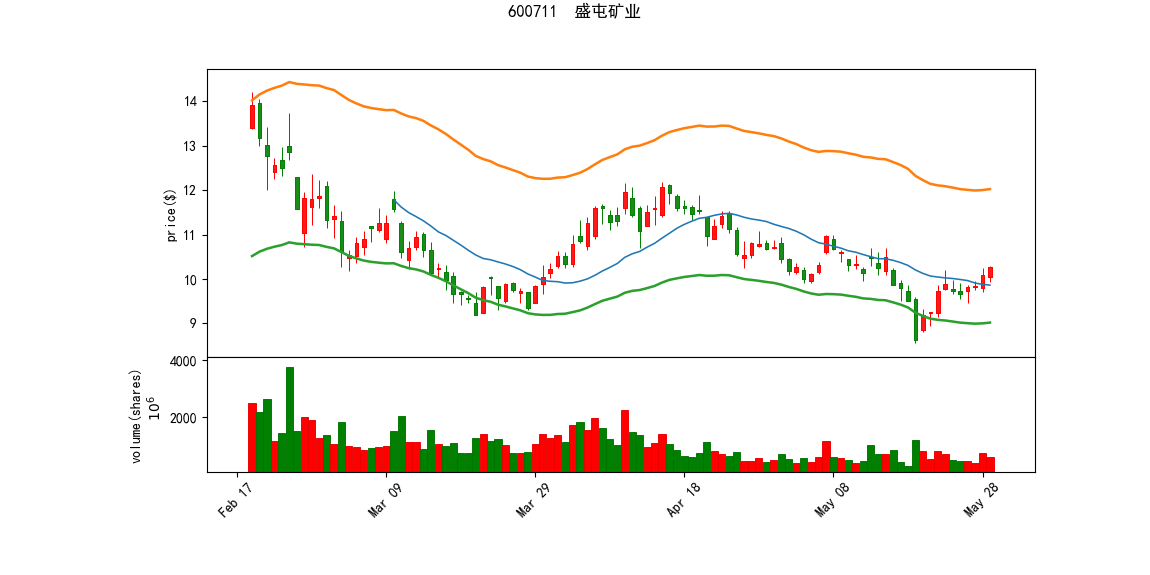 600711 盛屯矿业
price($)
14
13
12
11
10
9
volume(shares)
10^6
4000
2000
Feb 17
Mar 09
Mar 29
Apr 18
May 08
May 28